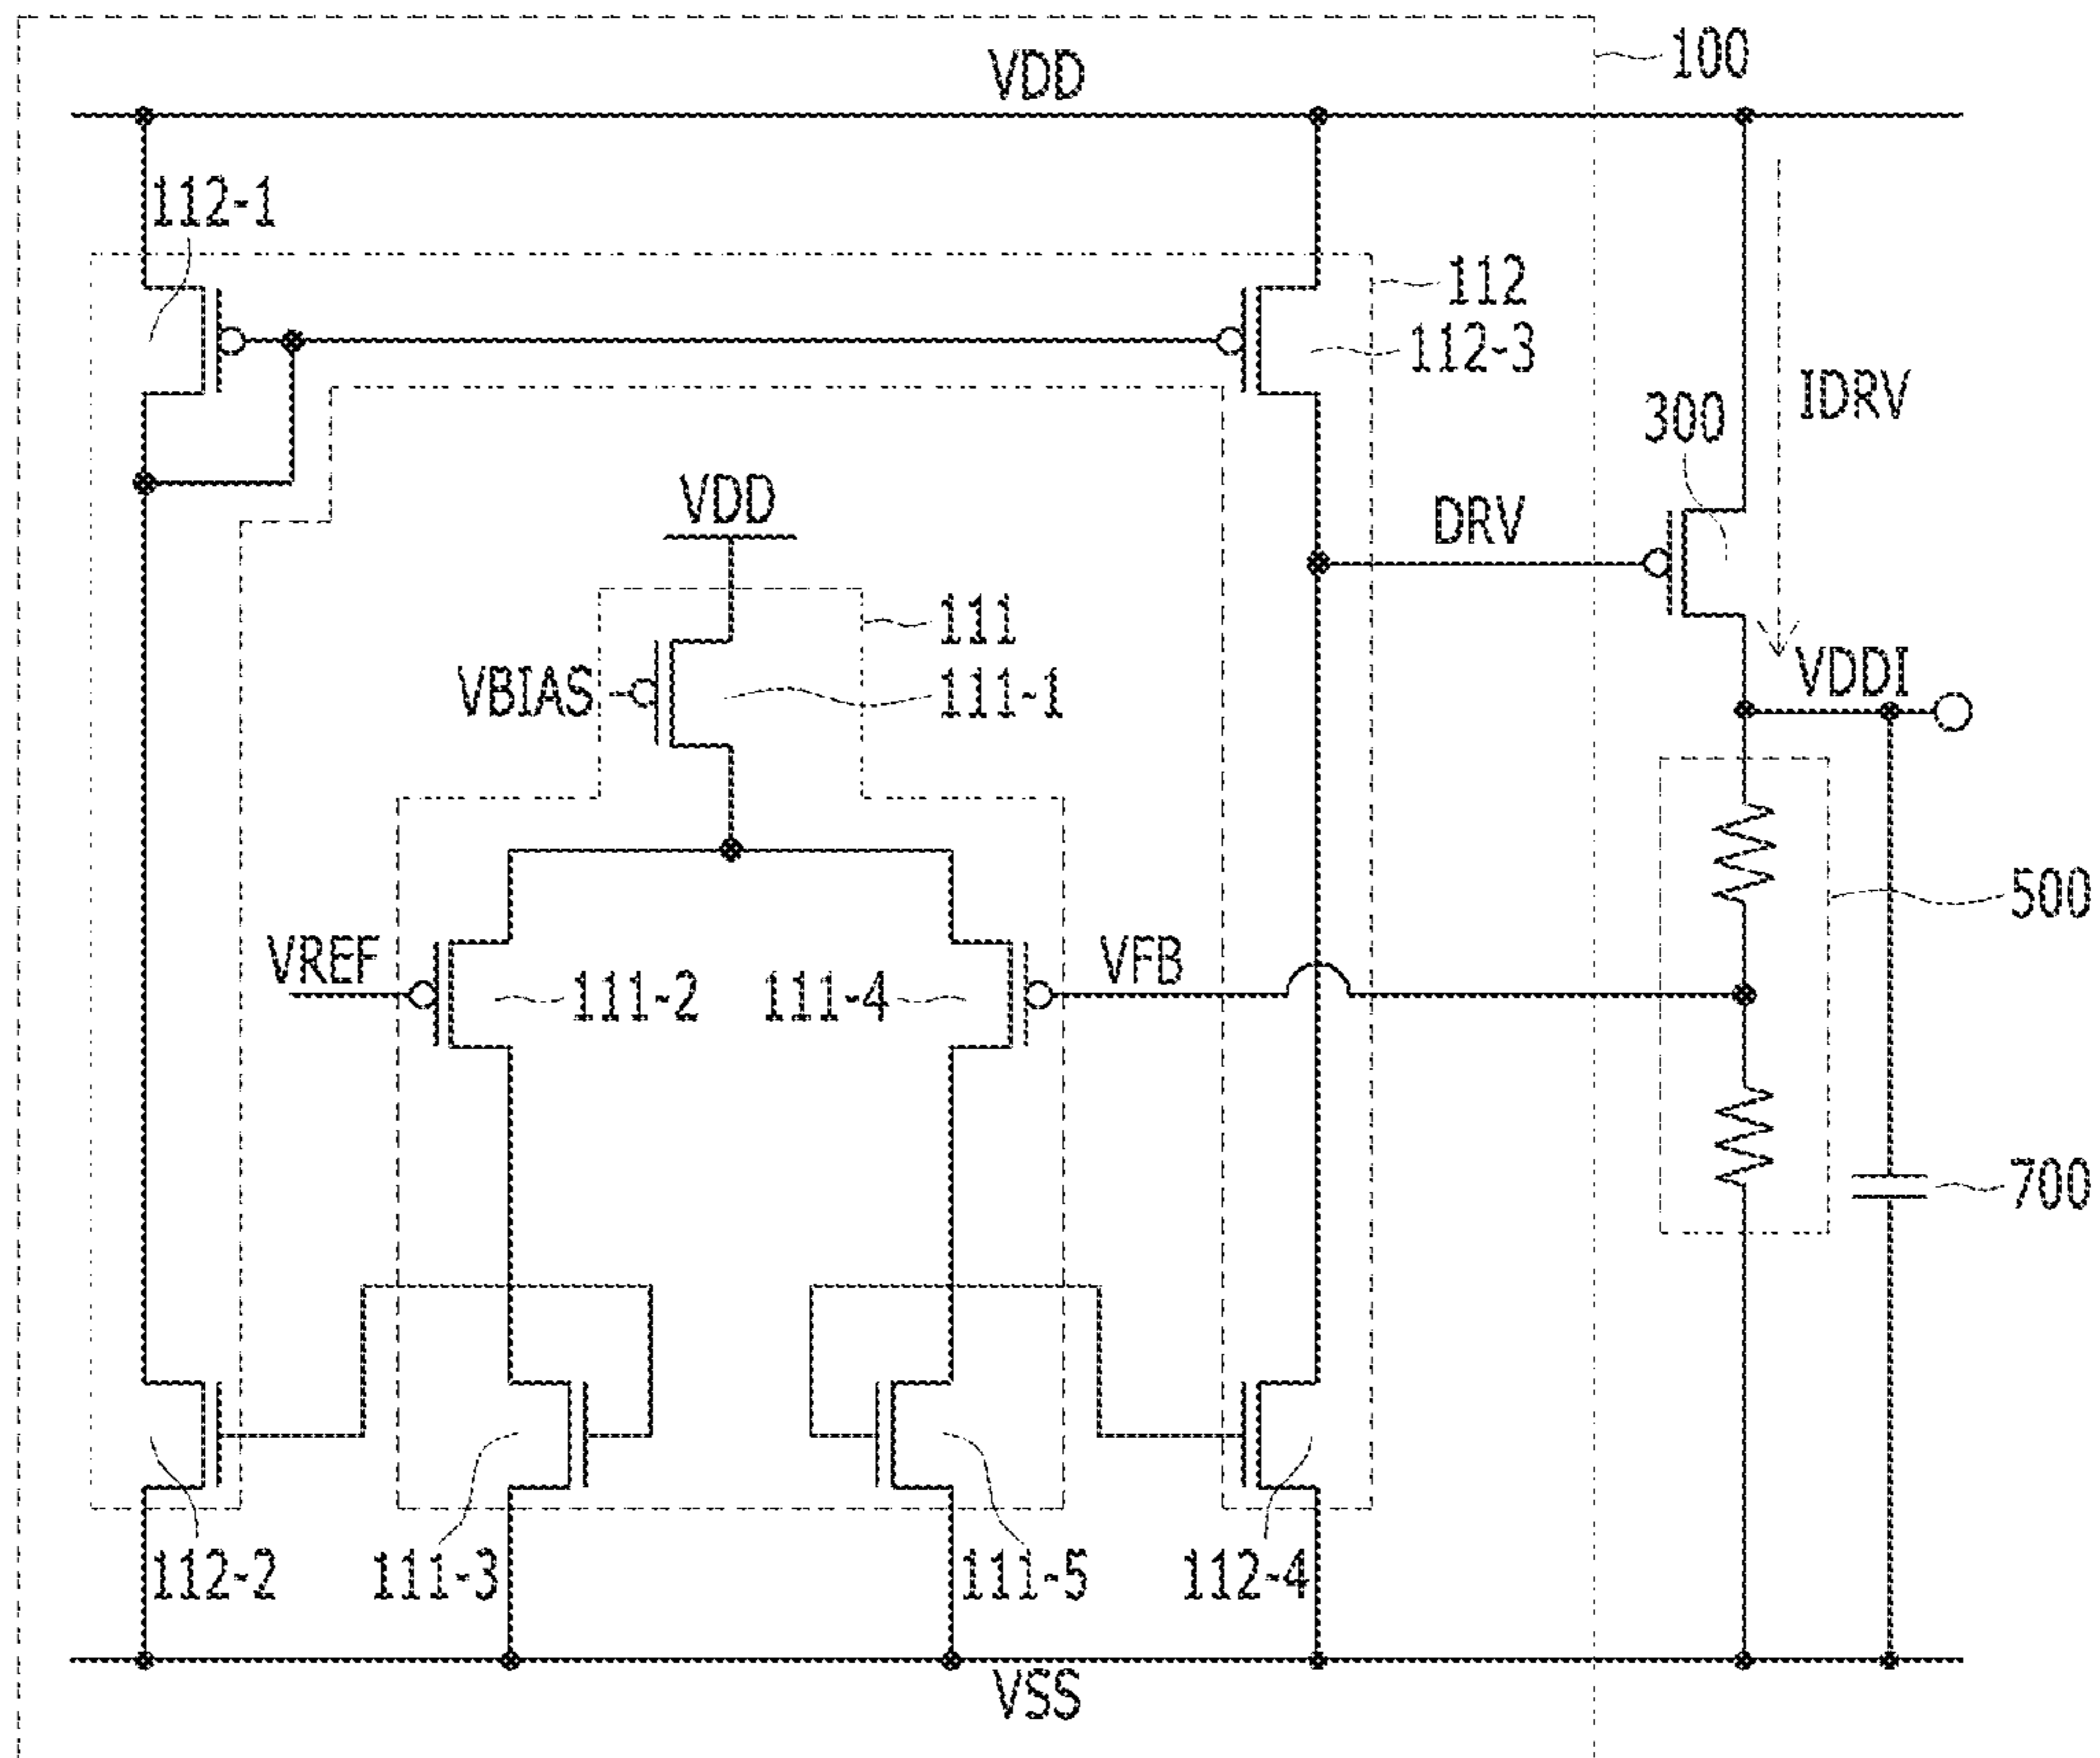 VDD
100
112-1
112
112-3
IDRV
300
VDD
DRV
111
VBIAS
111-1
VDDI
500
VREF
111-2
111-4
VFB
700
112-2
111-3
111-5
112-4
VSS